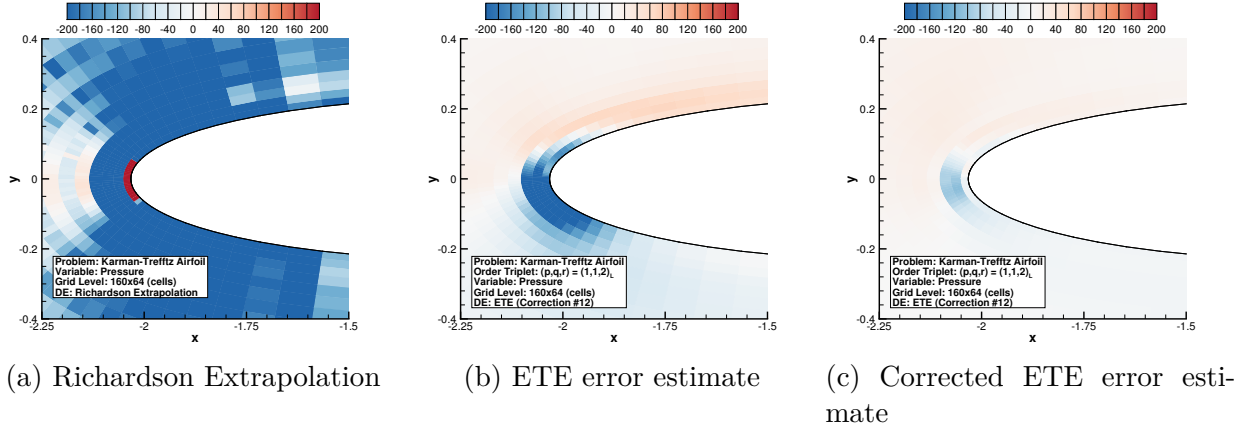 -200 -160 -120 -80 -40 0 40 80 120 160 200
0.4
0.2
0
-0.2
-0.4
y
-2.25 -2 -1.75 -1.5
x
Problem: Karman-Trefftz Airfoil
Variable: Pressure
Grid Level: 160x64 (cells)
DE: Richardson Extrapolation
(a) Richardson Extrapolation
-200 -160 -120 -80 -40 0 40 80 120 160 200
0.4
0.2
0
-0.2
-0.4
y
-2.25 -2 -1.75 -1.5
x
Problem: Karman-Trefftz Airfoil
Order Triplet: (p,q,r) = (1,1,2)L
Variable: Pressure
Grid Level: 160x64 (cells)
DE: ETE (Correction #12)
(b) ETE error estimate
-200 -160 -120 -80 -40 0 40 80 120 160 200
0.4
0.2
0
-0.2
-0.4
y
-2.25 -2 -1.75 -1.5
x
Problem: Karman-Trefftz Airfoil
Order Triplet: (p,q,r) = (1,1,2)L
Variable: Pressure
Grid Level: 160x64 (cells)
DE: ETE (Correction #12)
(c) Corrected ETE error esti-
mate